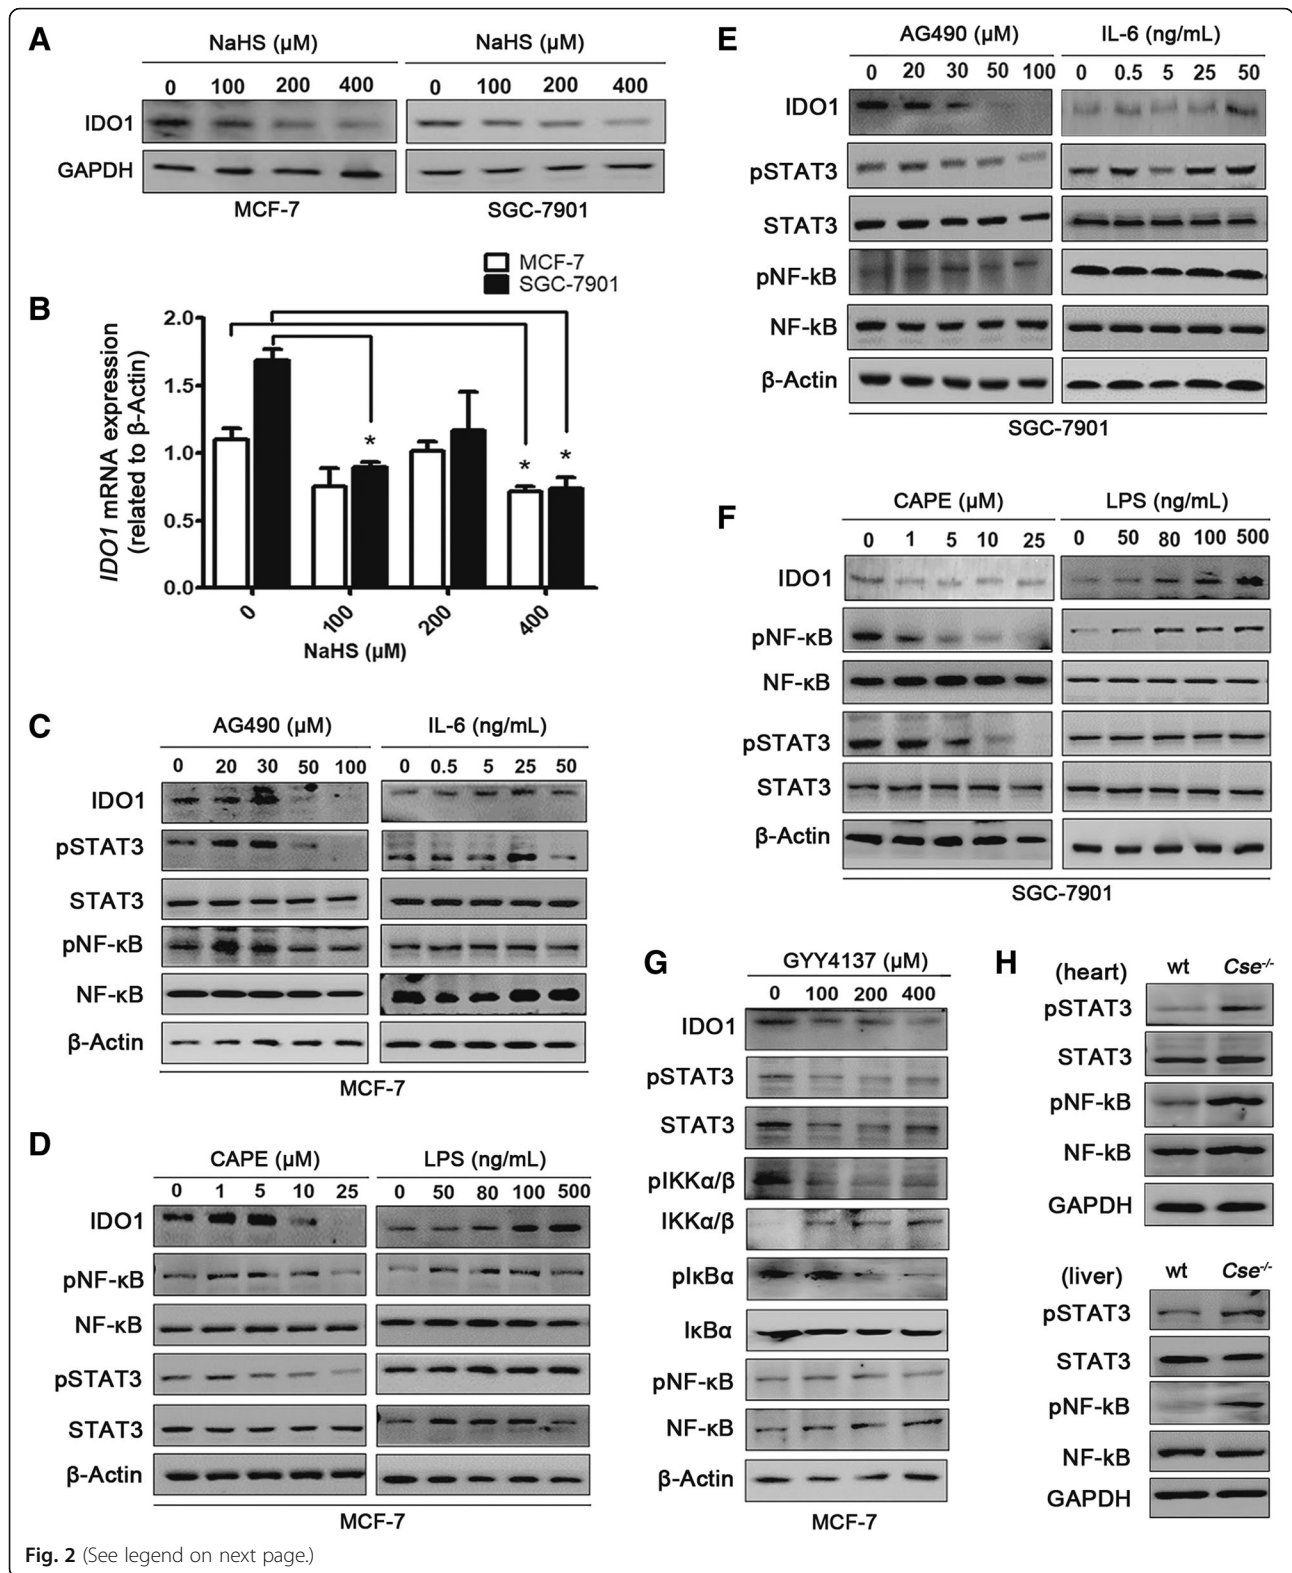 A
NaHS (µM)
NaHS (µM)
0 100 200 400
0 100 200 400
IDO1
GAPDH
MCF-7
SGC-7901
B
MCF-7
SGC-7901
IDO1 mRNA expression
(related to β-Actin)
2.0
1.5
1.0
0.5
0.0
*
*
*
0 100 200 400
NaHS (µM)
C
AG490 (µM)
IL-6 (ng/mL)
0 20 30 50 100
0 0.5 5 25 50
IDO1
pSTAT3
STAT3
pNF-κB
NF-κB
β-Actin
MCF-7
D
CAPE (µM)
LPS (ng/mL)
0 1 5 10 25
0 50 80 100 500
IDO1
pNF-κB
NF-κB
pSTAT3
STAT3
β-Actin
MCF-7
E
AG490 (µM)
IL-6 (ng/mL)
0 20 30 50 100
0 0.5 5 25 50
IDO1
pSTAT3
STAT3
pNF-kB
NF-kB
β-Actin
SGC-7901
F
CAPE (µM)
LPS (ng/mL)
0 1 5 10 25
0 50 80 100 500
IDO1
pNF-κB
NF-κB
pSTAT3
STAT3
β-Actin
SGC-7901
G
GYY4137 (µM)
0 100 200 400
IDO1
pSTAT3
STAT3
pIKKα/β
IKKα/β
pIκBα
IκBα
pNF-κB
NF-κB
β-Actin
MCF-7
H
(heart)
wt Cse-/-
pSTAT3
STAT3
pNF-kB
NF-kB
GAPDH
(liver)
wt Cse-/-
pSTAT3
STAT3
pNF-kB
NF-kB
GAPDH
Fig. 2 (See legend on next page.)